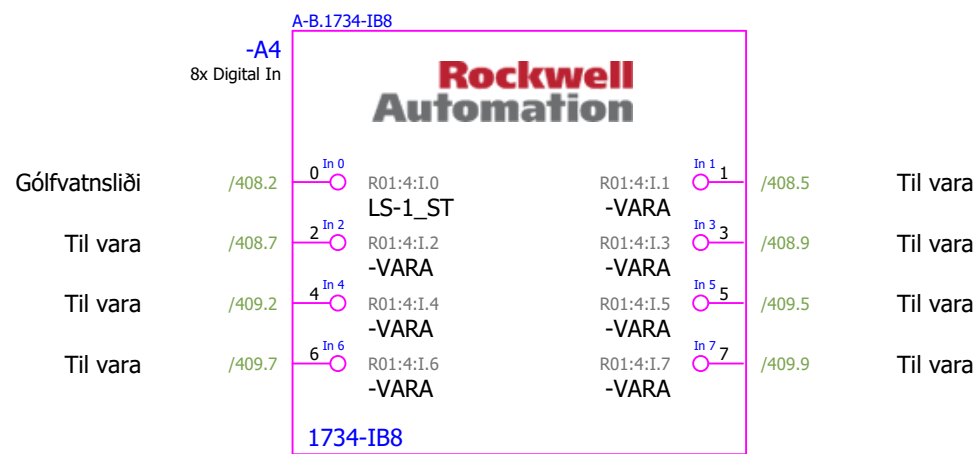 A-B.1734-IB8
-A4
8x Digital In
Rockwell
Automation
Gólfvatnsliði /408.2 0 In 0 R01:4:I.0 R01:4:I.1 In 1 1 /408.5 Til vara
LS-1_ST -VARA
Til vara /408.7 2 In 2 R01:4:I.2 R01:4:I.3 In 3 3 /408.9 Til vara
-VARA -VARA
Til vara /409.2 4 In 4 R01:4:I.4 R01:4:I.5 In 5 5 /409.5 Til vara
-VARA -VARA
Til vara /409.7 6 In 6 R01:4:I.6 R01:4:I.7 In 7 7 /409.9 Til vara
-VARA -VARA
1734-IB8